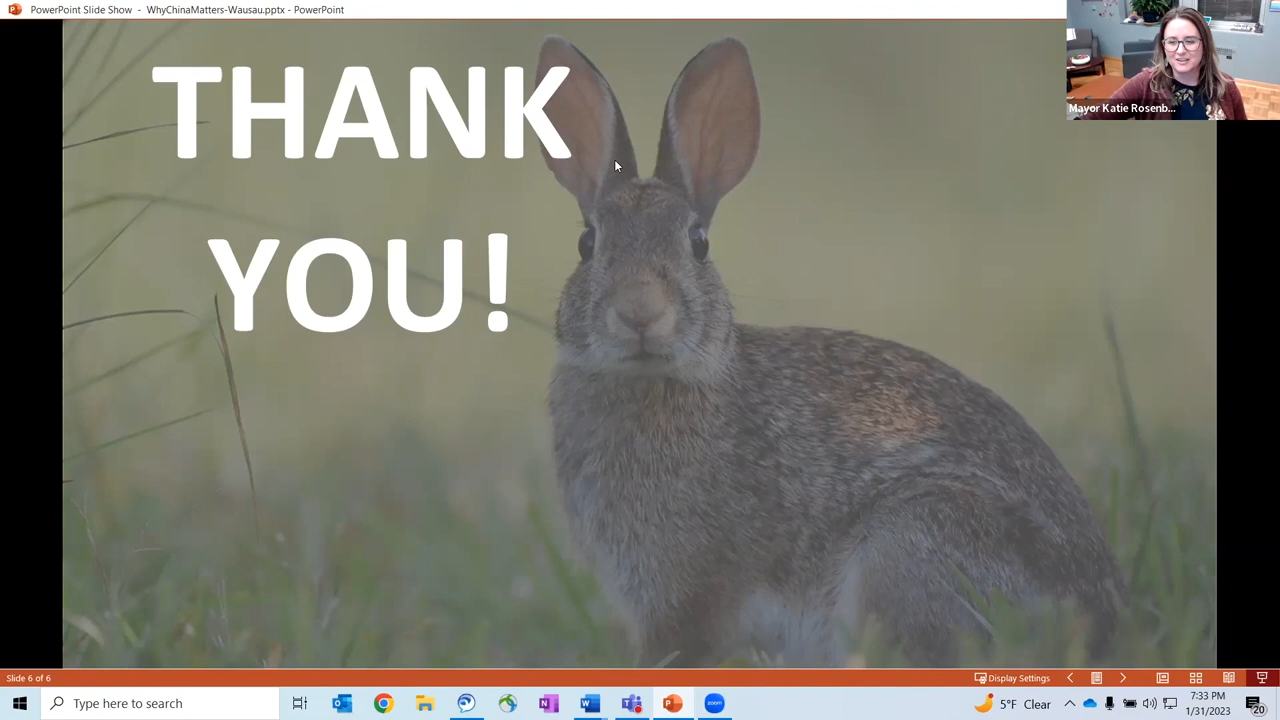 PowerPoint Slide Show - WhyChinaMatters-Wausau.pptx - PowerPoint
Mayor Katie Rosenb...
THANK
YOU!
Slide 6 of 6
Display Settings
Type here to search
zoom
5°F Clear
7:33 PM
1/31/2023
20